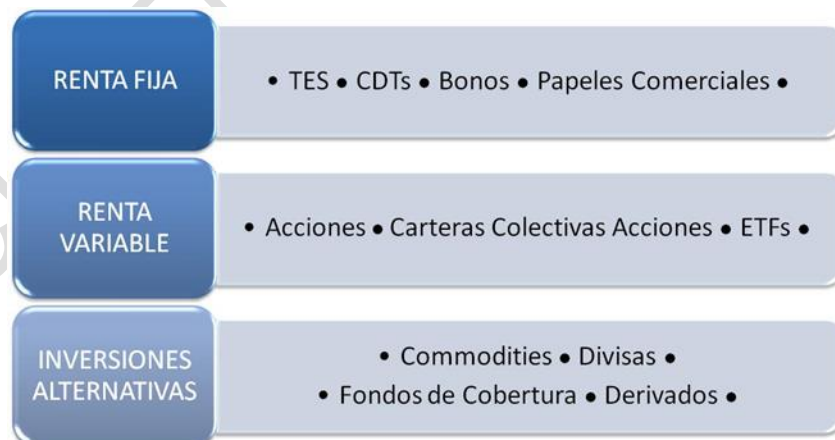 RENTA FIJA
• TES • CDTs • Bonos • Papeles Comerciales •
RENTA
VARIABLE
• Acciones • Carteras Colectivas Acciones • ETFs •
INVERSIONES
ALTERNATIVAS
• Commodities • Divisas •
• Fondos de Cobertura • Derivados •